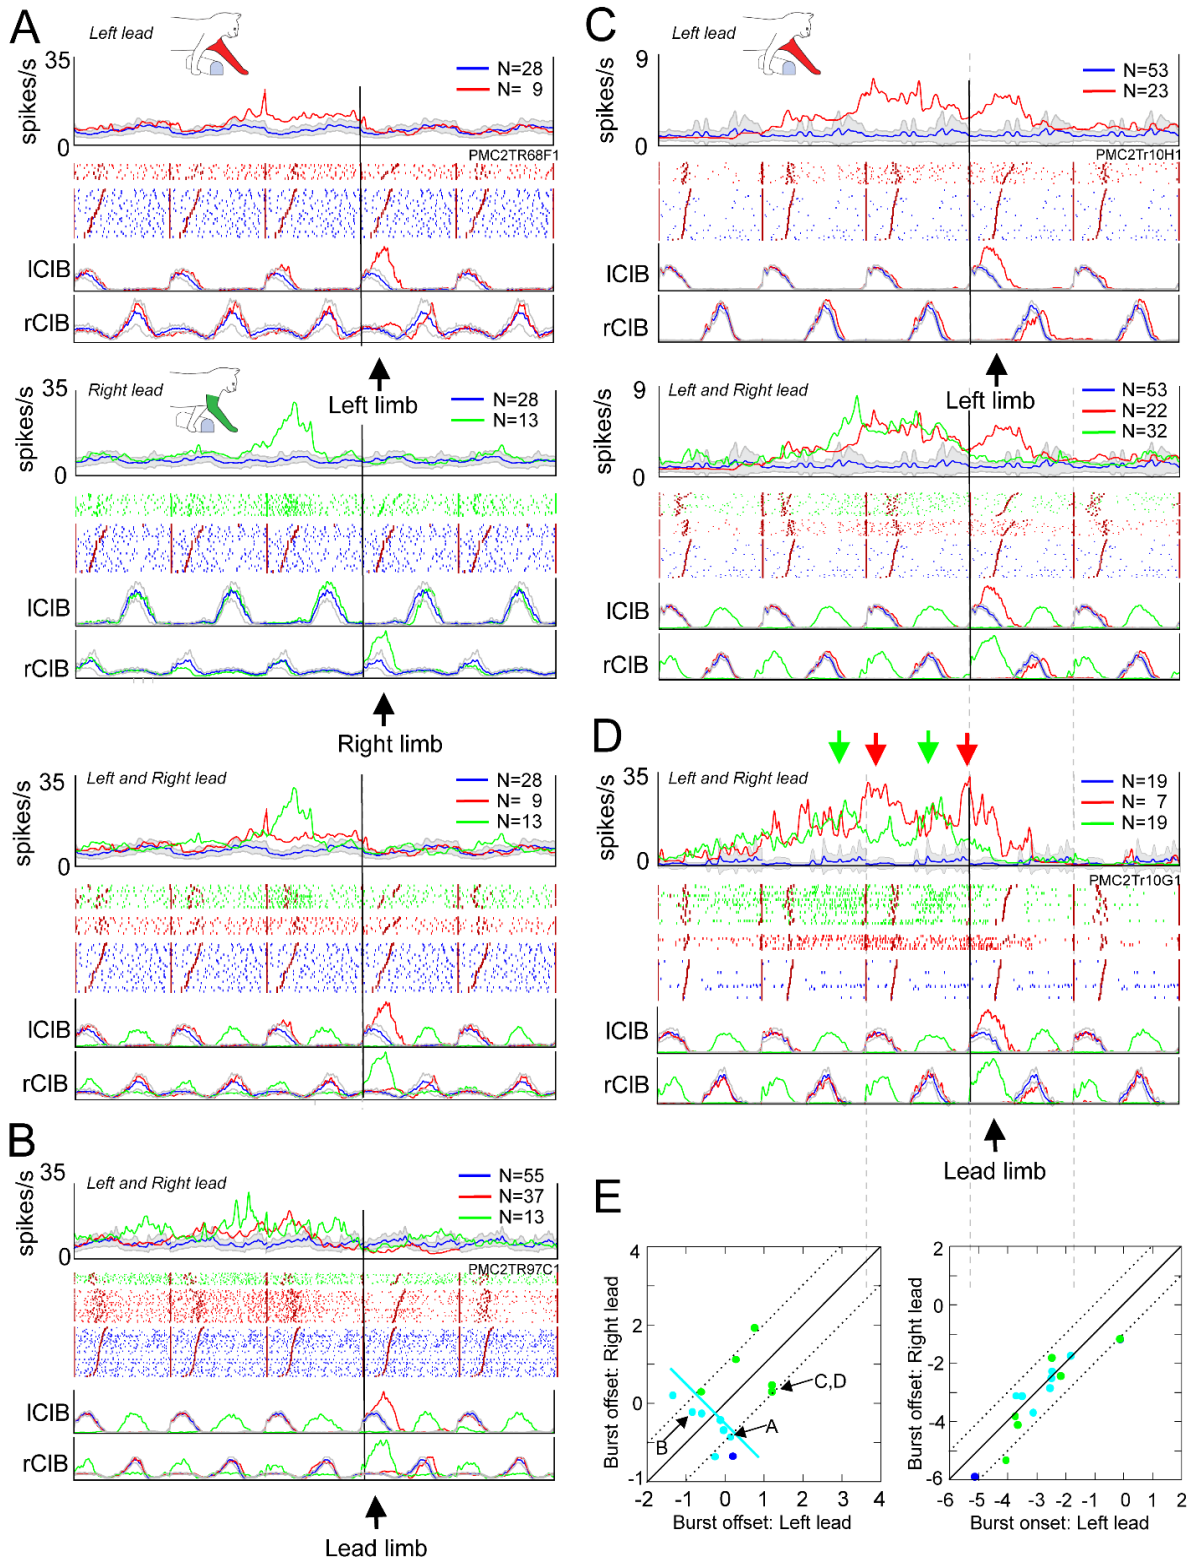 A
Left lead
35
spikes/s
0
N=28
N= 9
PMC2TR68F1
lCIB
rCIB
Left limb
Right lead
35
spikes/s
0
N=28
N=13
lCIB
rCIB
Right limb
Left and Right lead
35
spikes/s
0
N=28
N= 9
N=13
lCIB
rCIB
B
Left and Right lead
35
spikes/s
0
N=55
N=37
N=13
PMC2TR97C1
lCIB
rCIB
Lead limb
C
Left lead
9
spikes/s
0
N=53
N=23
PMC2Tr10H1
lCIB
rCIB
Left limb
Left and Right lead
9
spikes/s
0
N=53
N=22
N=32
lCIB
rCIB
D
Left and Right lead
35
spikes/s
0
N=19
N= 7
N=19
PMC2Tr10G1
lCIB
rCIB
Lead limb
E
Burst offset: Right lead
4
2
0
-1
C,D
A
B
-2 -1 0 1 2 3 4
Burst offset: Left lead
Burst offset: Right lead
2
0
-2
-4
-6
-6 -5 -4 -3 -2 -1 0 1 2
Burst onset: Left lead